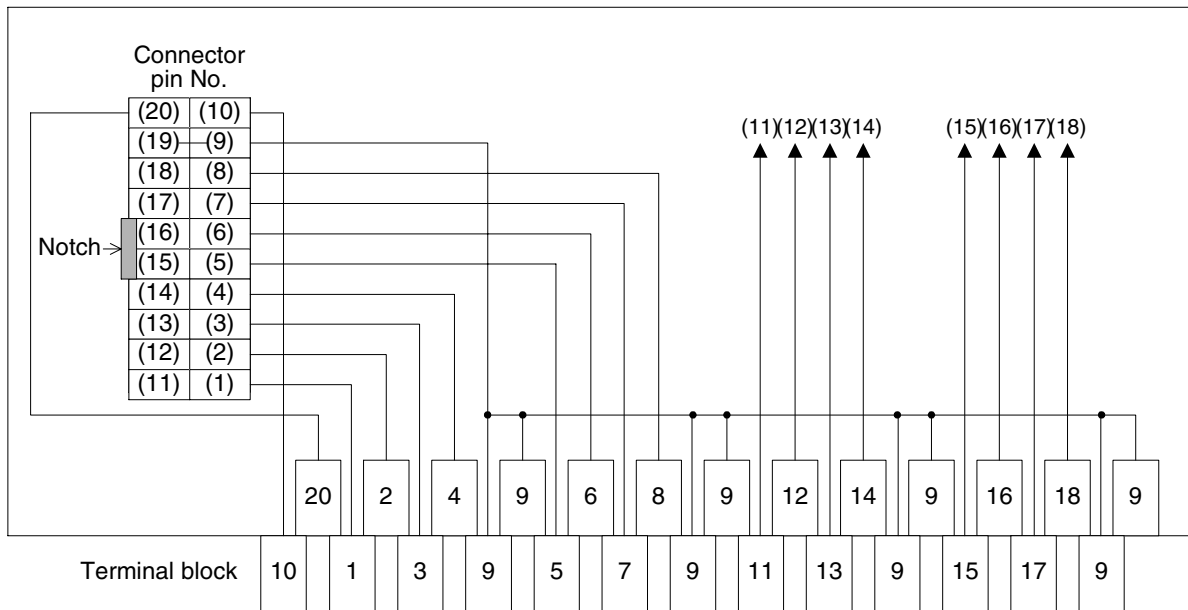 Connector
pin No.
(20) (10)
(19) (9)
(18) (8)
(17) (7)
(16) (6)
(15) (5)
(14) (4)
(13) (3)
(12) (2)
(11) (1)
Notch
(11)(12)(13)(14) (15)(16)(17)(18)
20 2 4 9 6 8 9 12 14 9 16 18 9
Terminal block 10 1 3 9 5 7 9 11 13 9 15 17 9